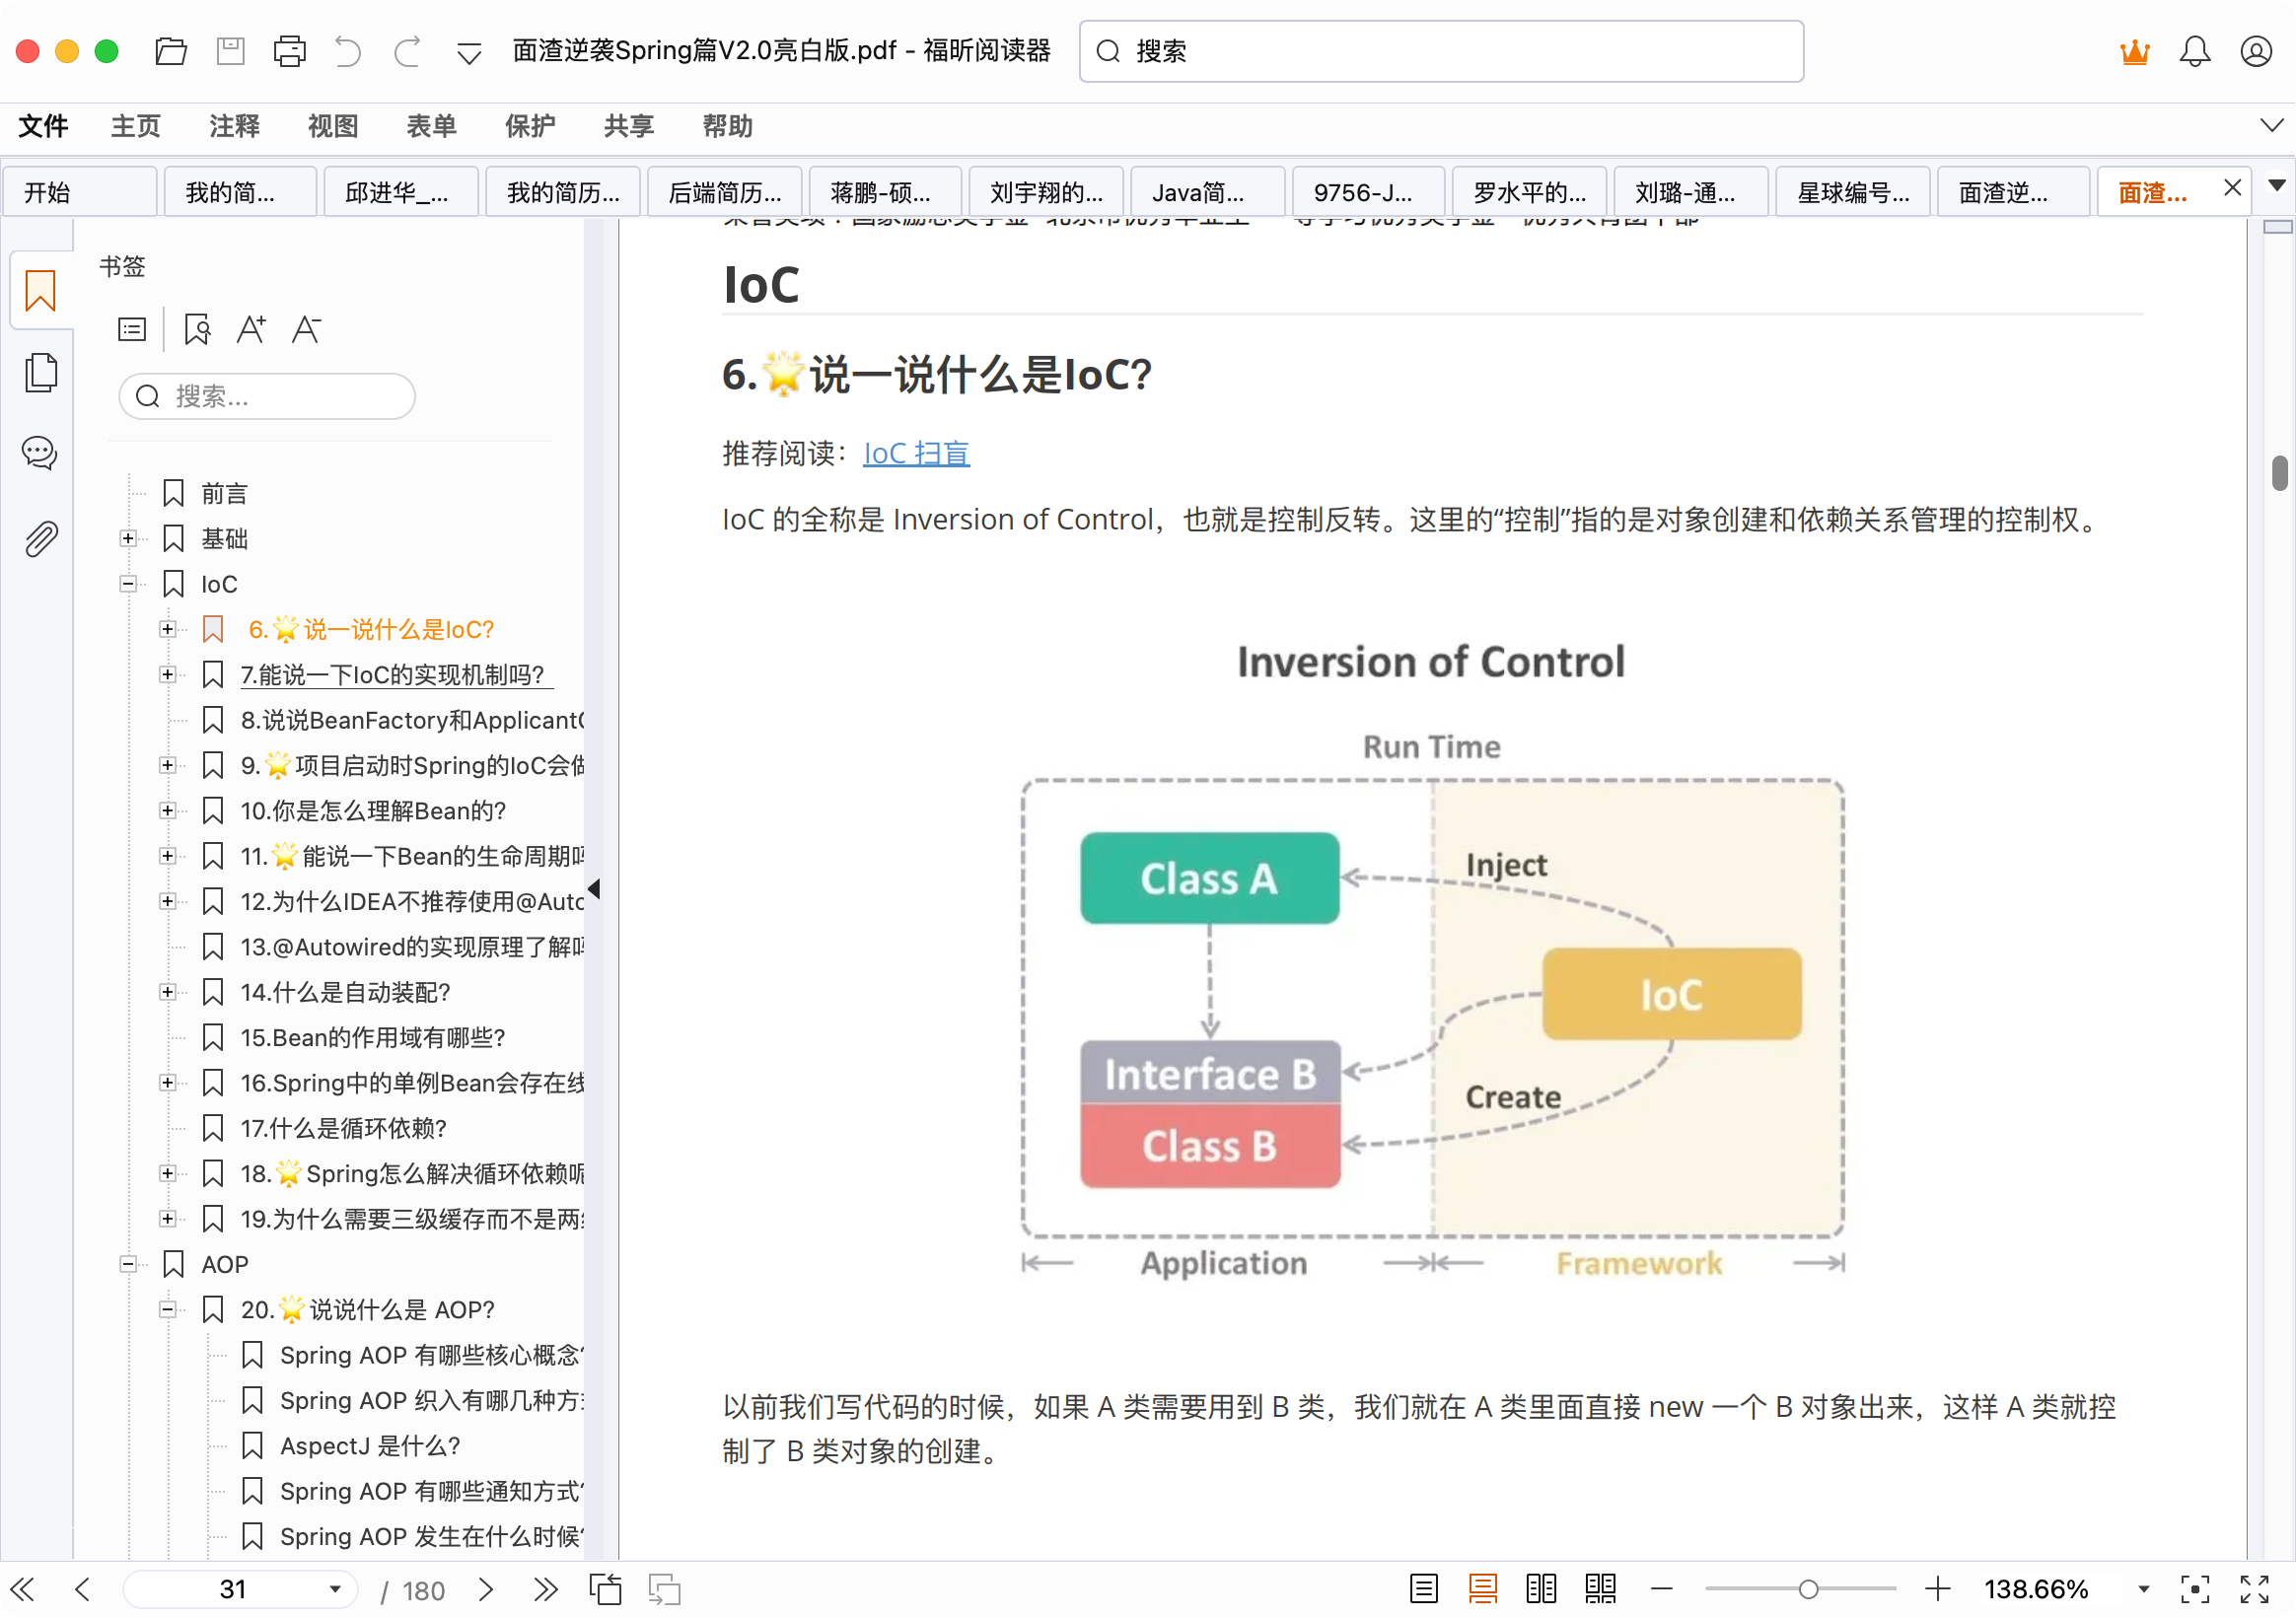 面渣逆袭Spring篇V2.0亮白版.pdf - 福昕阅读器
搜索
文件 主页 注释 视图 表单 保护 共享 帮助
开始 我的简... 邱进华_... 我的简历... 后端简历... 蒋鹏-硕... 刘宇翔的... Java简... 9756-J... 罗水平的... 刘璐-通... 星球编号... 面渣逆... 面渣...
书签
搜索...
前言
基础
IoC
6.🌟说一说什么是IoC?
7.能说一下IoC的实现机制吗?
8.说说BeanFactory和Applicant
9.🌟项目启动时Spring的IoC会
10.你是怎么理解Bean的?
11.🌟能说一下Bean的生命周期
12.为什么IDEA不推荐使用@Auto
13.@Autowired的实现原理了解
14.什么是自动装配?
15.Bean的作用域有哪些?
16.Spring中的单例Bean会存在线
17.什么是循环依赖?
18.🌟Spring怎么解决循环依赖呢
19.为什么需要三级缓存而不是两
AOP
20.🌟说说什么是 AOP?
Spring AOP 有哪些核心概念?
Spring AOP 织入有哪几种方
AspectJ 是什么?
Spring AOP 有哪些通知方式?
Spring AOP 发生在什么时候?
IoC
6.🌟说一说什么是IoC?
推荐阅读：IoC 扫盲
IoC 的全称是 Inversion of Control，也就是控制反转。这里的“控制”指的是对象创建和依赖关系管理的控制权。
Inversion of Control
Run Time
Class A
Inject
IoC
Interface B
Create
Class B
Application
Framework
以前我们写代码的时候，如果 A 类需要用到 B 类，我们就在 A 类里面直接 new 一个 B 对象出来，这样 A 类就控
制了 B 类对象的创建。
31 / 180
138.66%